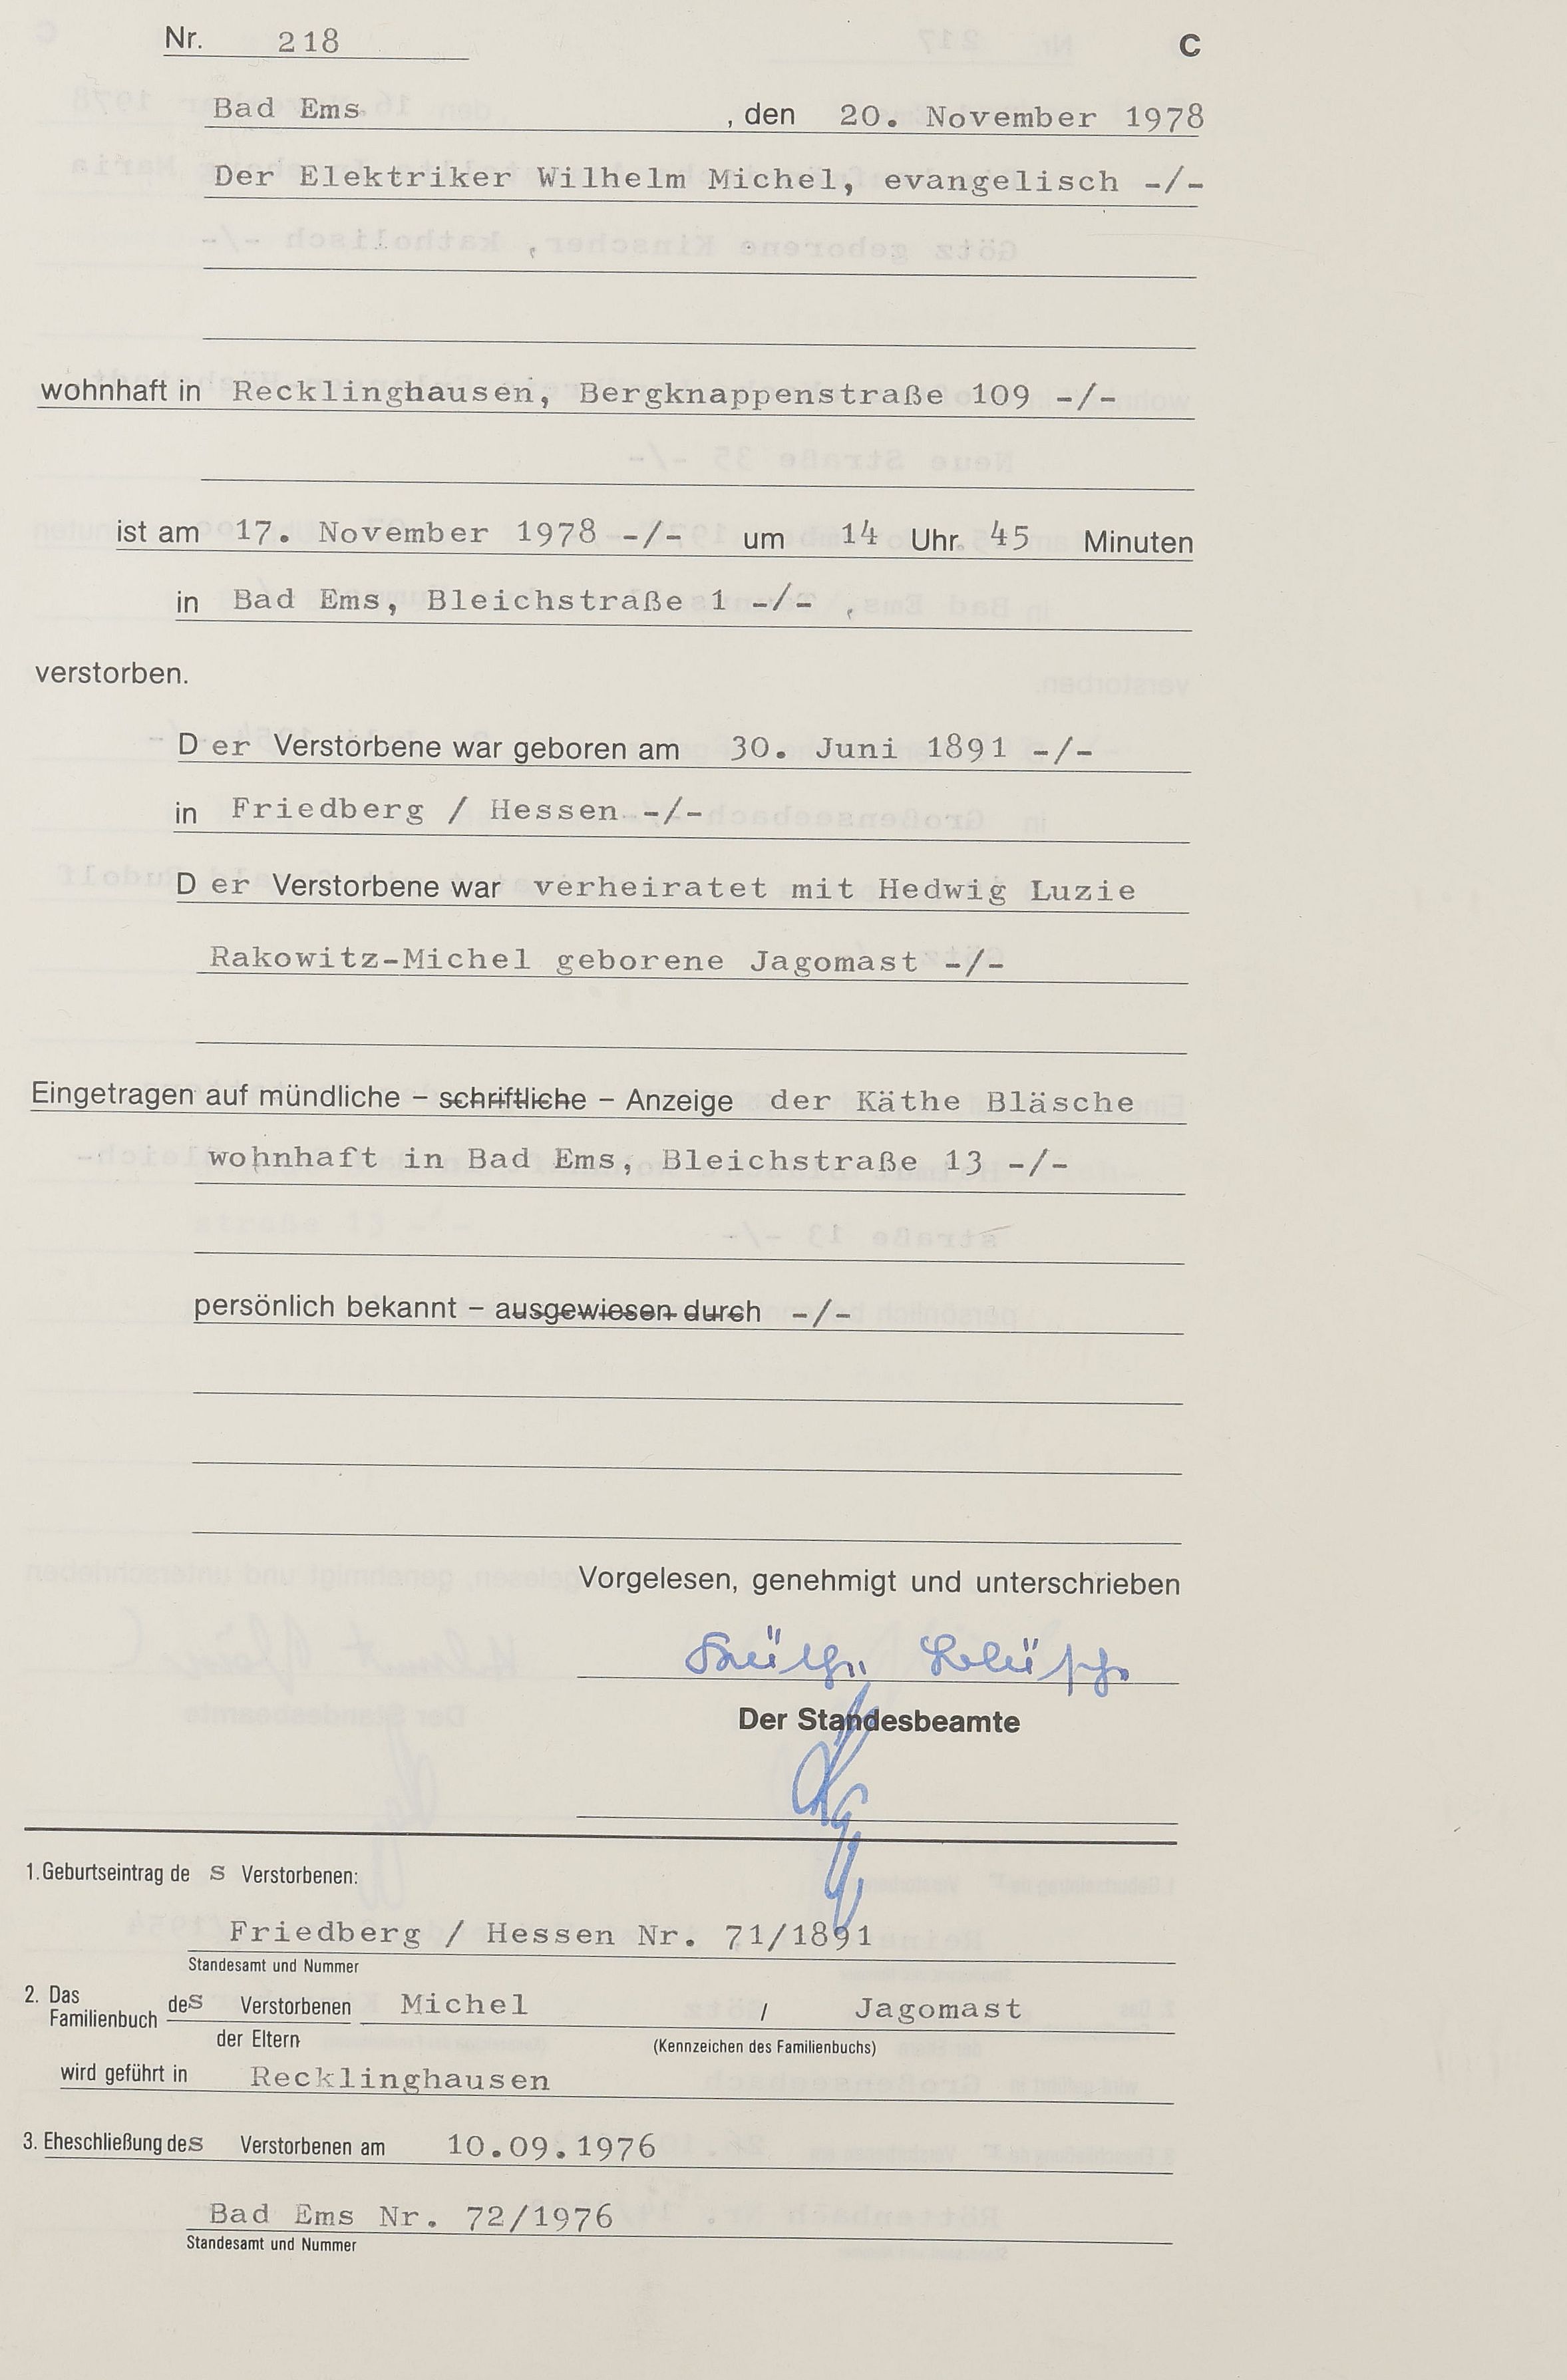 Nr. 218 C
Bad Ems , den 20. November 1978
Der Elektriker Wilhelm Michel, evangelisch -/-
wohnhaft in Recklinghausen, Bergknappenstraße 109 -/-
ist am 17. November 1978 -/- um 14 Uhr 45 Minuten
in Bad Ems, Bleichstraße 1 -/- ,
verstorben.
D er Verstorbene war geboren am 30. Juni 1891 -/-
in Friedberg / Hessen -/-
D er Verstorbene war verheiratet mit Hedwig Luzie
Rakowitz-Michel geborene Jagomast -/-
Eingetragen auf mündliche – schriftliche – Anzeige der Käthe Bläsche
wohnhaft in Bad Ems, Bleichstraße 13 -/-
persönlich bekannt – ausgewiesen durch -/-
Vorgelesen, genehmigt und unterschrieben
Käthe Bläsche
Der Standesbeamte
1. Geburtseintrag de s Verstorbenen:
Friedberg / Hessen Nr. 71/1891
Standesamt und Nummer
2. Das Familienbuch des Verstorbenen Michel / Jagomast
der Eltern (Kennzeichen des Familienbuchs)
wird geführt in Recklinghausen
3. Eheschließung des Verstorbenen am 10.09.1976
Bad Ems Nr. 72/1976
Standesamt und Nummer